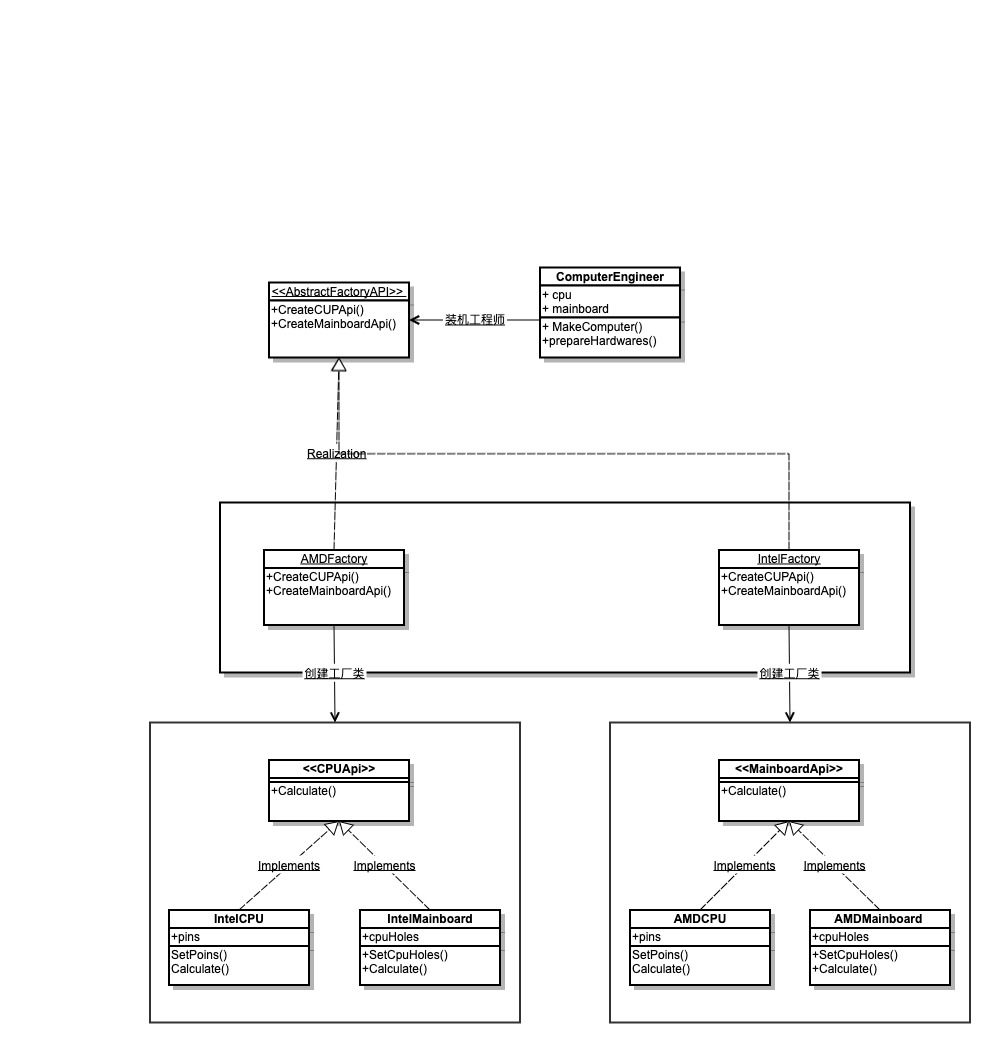 ComputerEngineer
+ cpu
+ mainboard
+ MakeComputer()
+prepareHardwares()
<<AbstractFactoryAPI>>
+CreateCUPApi()
+CreateMainboardApi()
装机工程师
Realization
AMDFactory
+CreateCUPApi()
+CreateMainboardApi()
IntelFactory
+CreateCUPApi()
+CreateMainboardApi()
创建工厂类
创建工厂类
<<CPUApi>>
+Calculate()
<<MainboardApi>>
+Calculate()
Implements
Implements
Implements
Implements
IntelCPU
+pins
SetPoins()
Calculate()
IntelMainboard
+cpuHoles
+SetCpuHoles()
+Calculate()
AMDCPU
+pins
SetPoins()
Calculate()
AMDMainboard
+cpuHoles
+SetCpuHoles()
+Calculate()